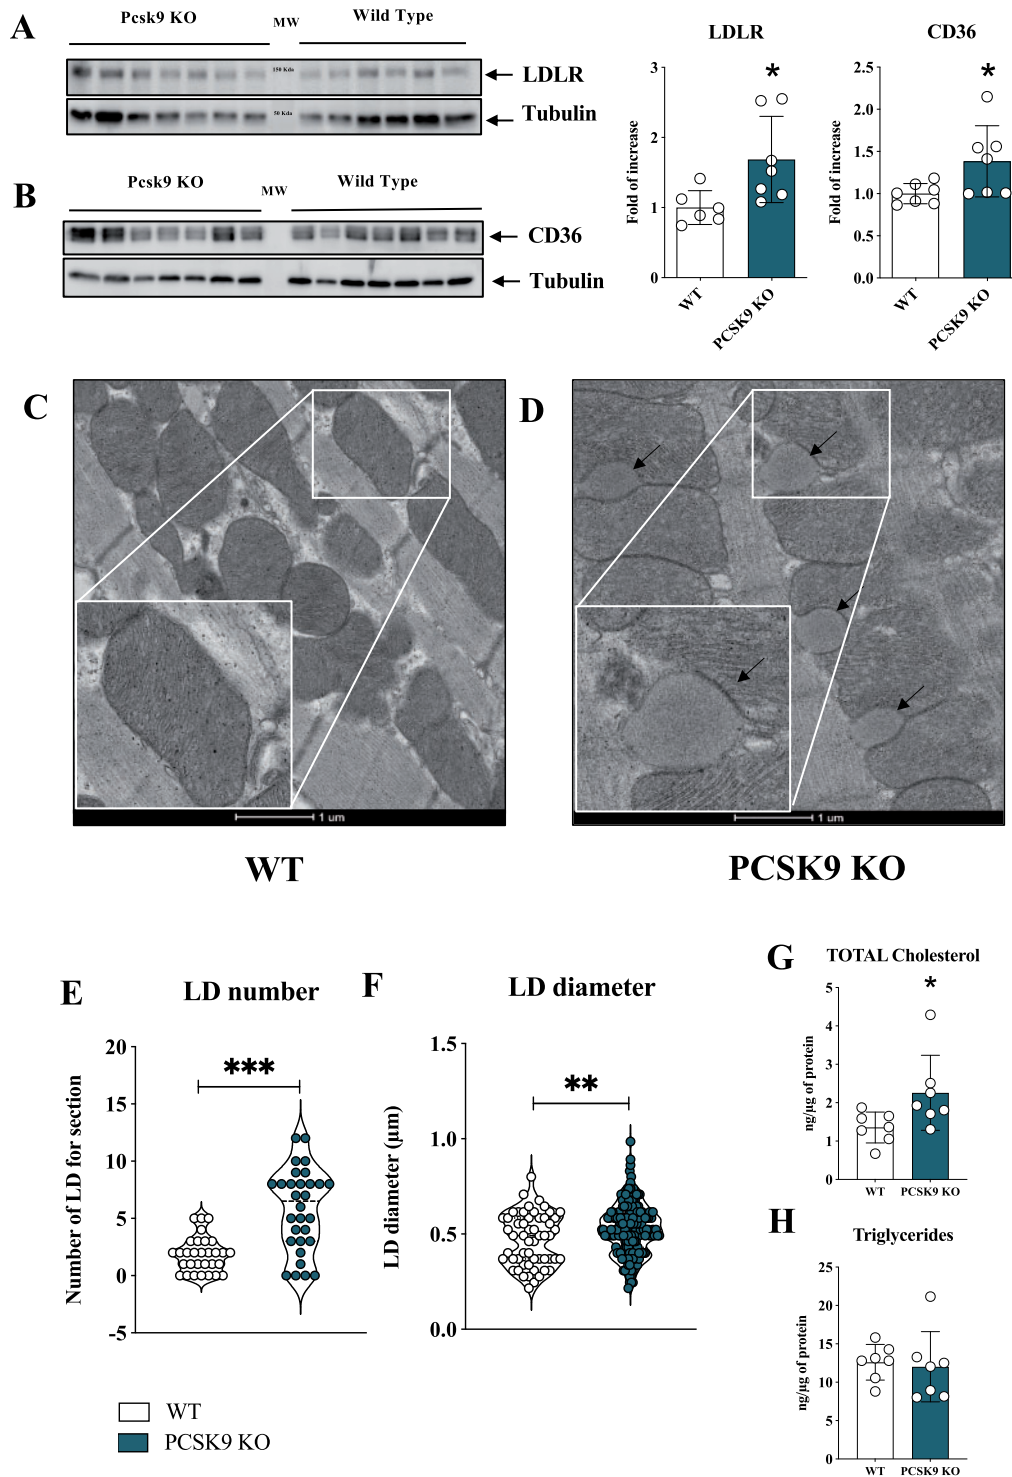 A
Pcsk9 KO
MW
Wild Type
150 Kda
LDLR
50 Kda
Tubulin
B
Pcsk9 KO
MW
Wild Type
CD36
Tubulin
LDLR
*
Fold of increase
3
2
1
0
WT
PCSK9 KO
CD36
*
Fold of increase
2.5
2.0
1.5
1.0
0.5
0.0
WT
PCSK9 KO
C
1 um
WT
D
1 um
PCSK9 KO
E
LD number
***
Number of LD for section
20
15
10
5
0
-5
F
LD diameter
**
LD diameter (μm)
1.5
1.0
0.5
0.0
WT
PCSK9 KO
G
TOTAL Cholesterol
*
ng/μg of protein
5
4
3
2
1
0
WT
PCSK9 KO
H
Triglycerides
ng/μg of protein
25
20
15
10
5
0
WT
PCSK9 KO